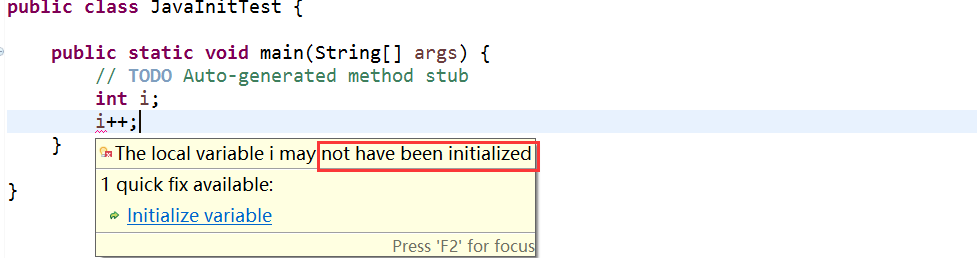 public class JavaInitTest {
public static void main(String[] args) {
// TODO Auto-generated method stub
int i;
i++;
}
The local variable i may not have been initialized
1 quick fix available:
Initialize variable
}
Press 'F2' for focus